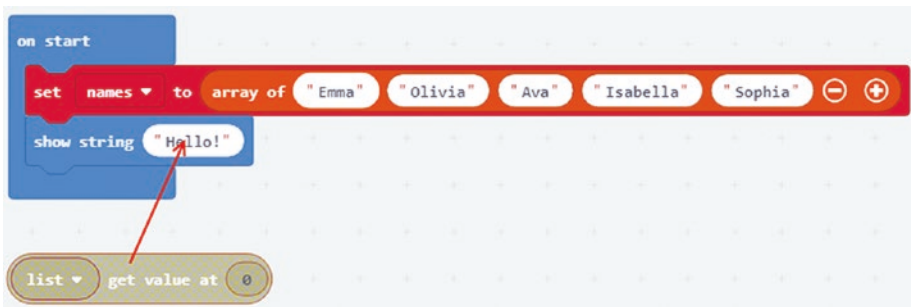 on start
set names ▼ to array of "Emma" "Olivia" "Ava" "Isabella" "Sophia"
show string "Hello!"
list ▼ get value at 0